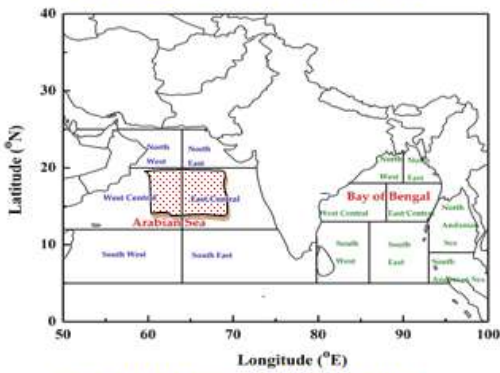 40
30
20
10
0
50
60
70
80
90
100
Latitude (°N)
Longitude (°E)
North
West
North
East
West Central
East Central
Arabian Sea
South West
South East
North
West
North
East
Bay of Bengal
West Central
East Central
South
West
South
East
North
Andaman
Sea
South
Andaman Sea